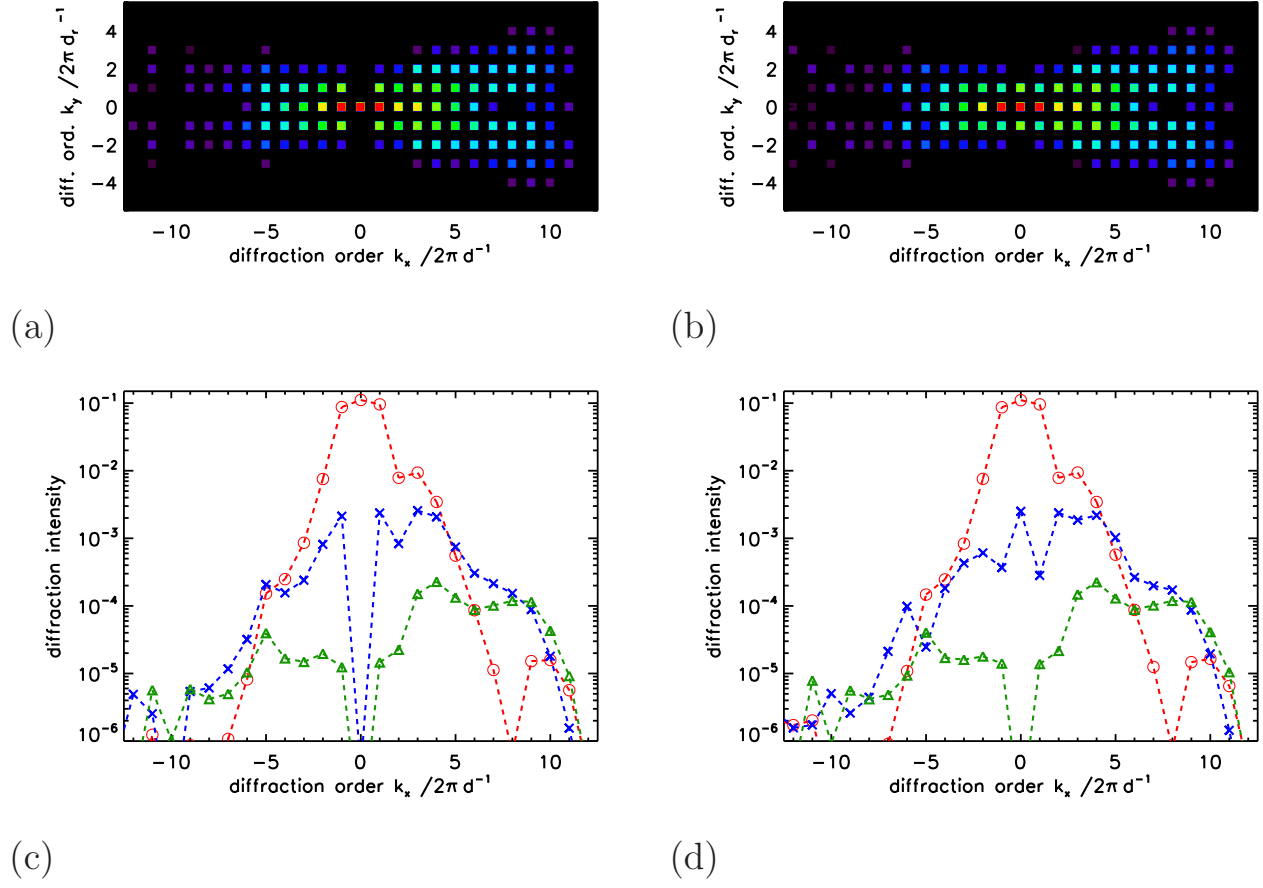 diff. ord. k_y / 2π d_r^{-1}
4
2
0
−2
−4
−10 −5 0 5 10
diffraction order k_x / 2π d^{-1}
(a)
diff. ord. k_y / 2π d_r^{-1}
4
2
0
−2
−4
−10 −5 0 5 10
diffraction order k_x / 2π d^{-1}
(b)
diffraction intensity
10^{-1}
10^{-2}
10^{-3}
10^{-4}
10^{-5}
10^{-6}
−10 −5 0 5 10
diffraction order k_x / 2π d^{-1}
(c)
diffraction intensity
10^{-1}
10^{-2}
10^{-3}
10^{-4}
10^{-5}
10^{-6}
−10 −5 0 5 10
diffraction order k_x / 2π d^{-1}
(d)